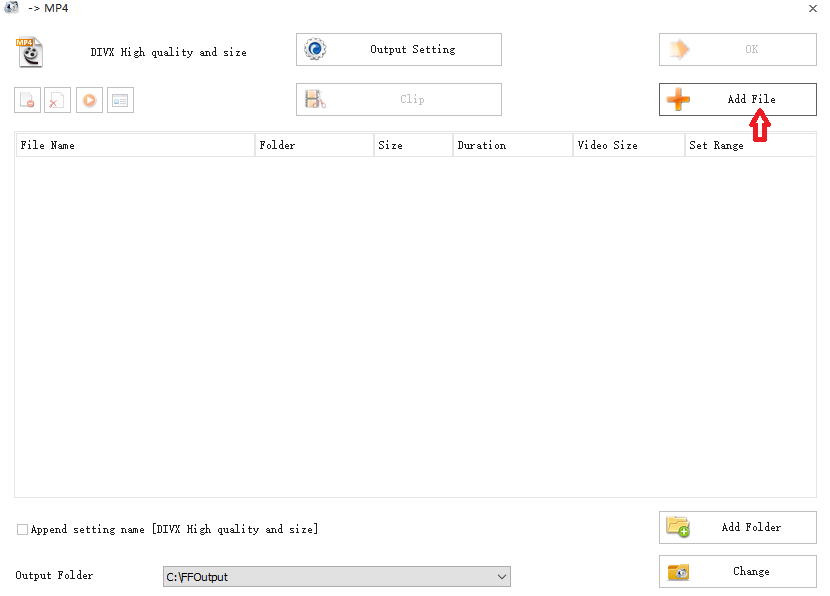 -> MP4
MP4
DIVX High quality and size
Output Setting
OK
Clip
Add File
File Name Folder Size Duration Video Size Set Range
Append setting name [DIVX High quality and size]
Add Folder
Output Folder
C:\FFOutput
Change